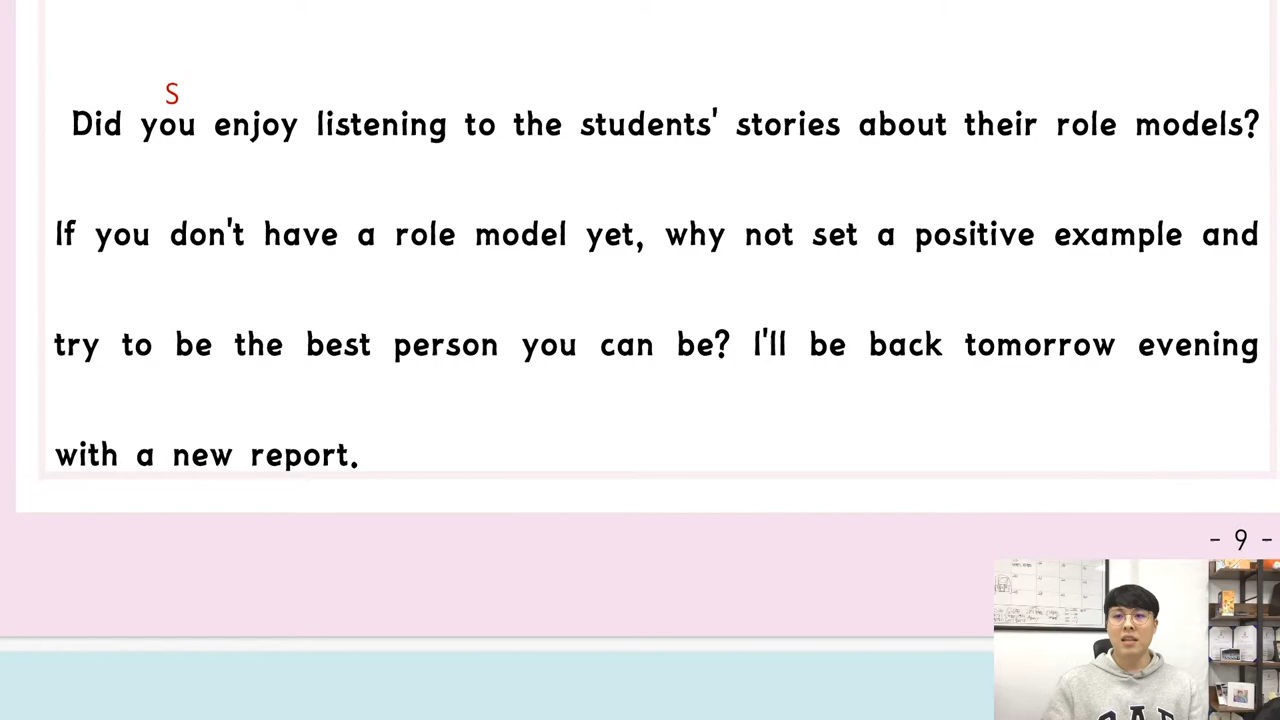 S
Did you enjoy listening to the students' stories about their role models?
If you don't have a role model yet, why not set a positive example and
try to be the best person you can be? I'll be back tomorrow evening
with a new report.
- 9 -